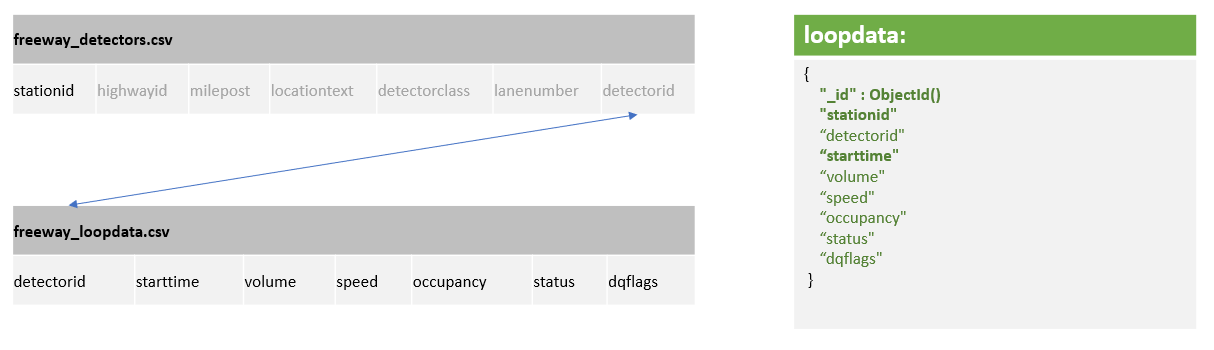 freeway_detectors.csv
stationid highwayid milepost locationtext detectorclass lanenumber detectorid
freeway_loopdata.csv
detectorid starttime volume speed occupancy status dqflags
loopdata:
{
"_id" : ObjectId()
"stationid"
“detectorid"
“starttime"
“volume"
“speed"
“occupancy"
“status"
“dqflags"
}